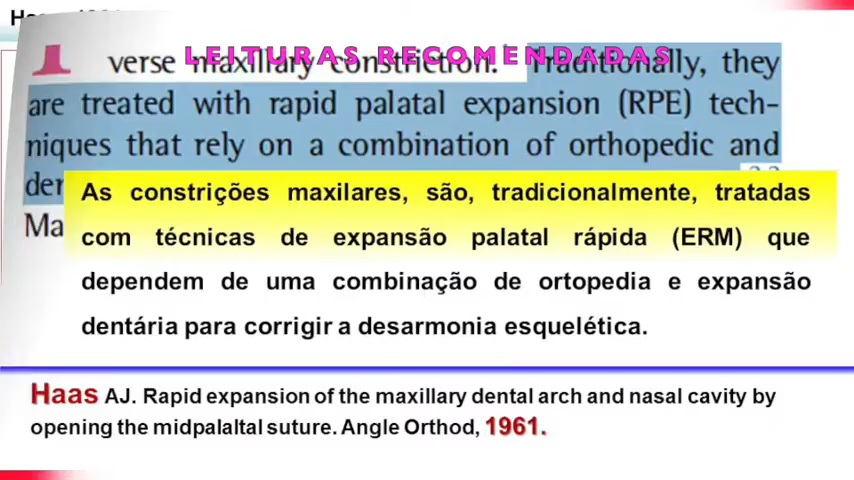 LEITURAS RECOMENDADAS
verse maxillary constriction. Traditionally, they
are treated with rapid palatal expansion (RPE) tech-
niques that rely on a combination of orthopedic and
As constrições maxilares, são, tradicionalmente, tratadas
com técnicas de expansão palatal rápida (ERM) que
dependem de uma combinação de ortopedia e expansão
dentária para corrigir a desarmonia esquelética.
Haas AJ. Rapid expansion of the maxillary dental arch and nasal cavity by
opening the midpalaltal suture. Angle Orthod, 1961.